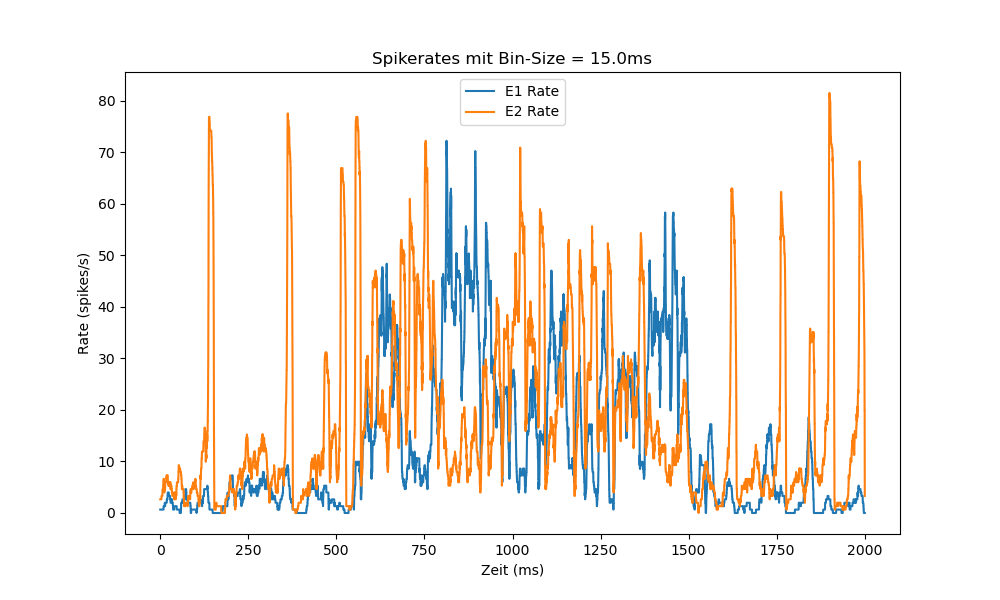 Spikerates mit Bin-Size = 15.0ms
E1 Rate
E2 Rate
80
70
60
50
40
30
20
10
0
Rate (spikes/s)
0 250 500 750 1000 1250 1500 1750 2000
Zeit (ms)